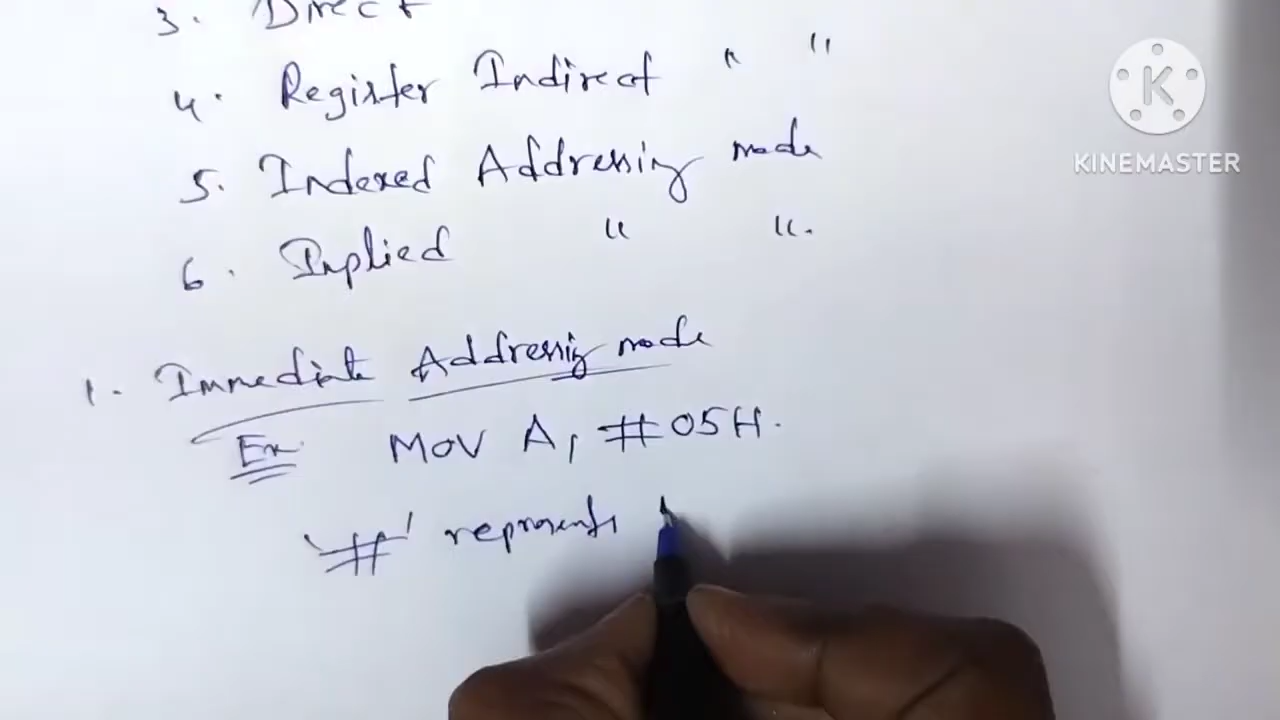 3. Direct
4. Register Indirect " "
5. Indexed Addressing mode
6. Implied " ".
1. Immediate Addressing mode
Ex MOV A, #05H.
'#' represents
K
KINEMASTER